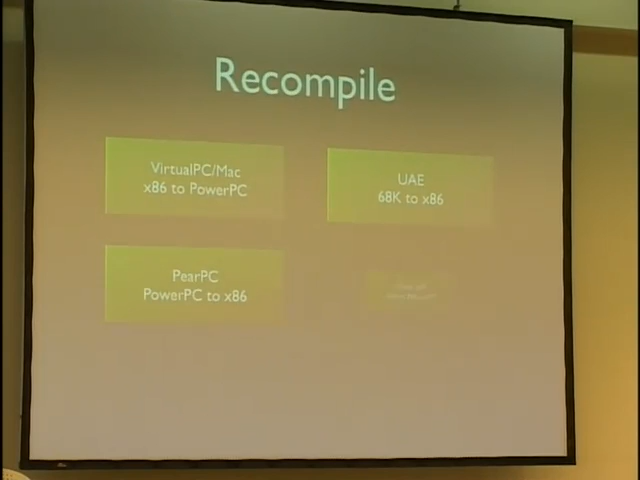 Recompile
VirtualPC/Mac
x86 to PowerPC
UAE
68K to x86
PearPC
PowerPC to x86